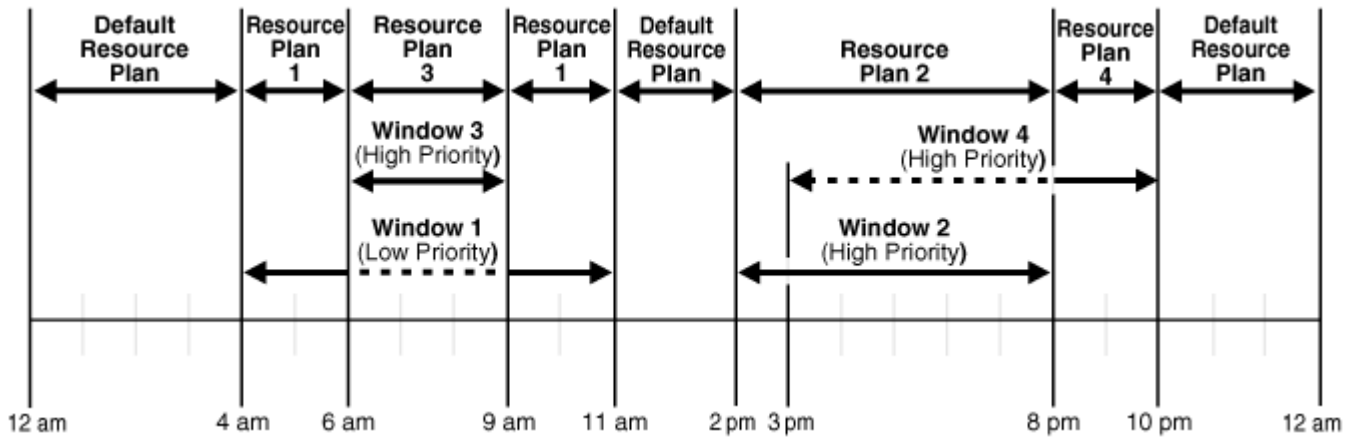 Default
Resource
Plan
Resource
Plan
1
Resource
Plan
3
Resource
Plan
1
Default
Resource
Plan
Resource
Plan 2
Resource
Plan
4
Default
Resource
Plan
Window 3
(High Priority)
Window 4
(High Priority)
Window 1
(Low Priority)
Window 2
(High Priority)
12 am
4 am
6 am
9 am
11 am
2 pm
3 pm
8 pm
10 pm
12 am